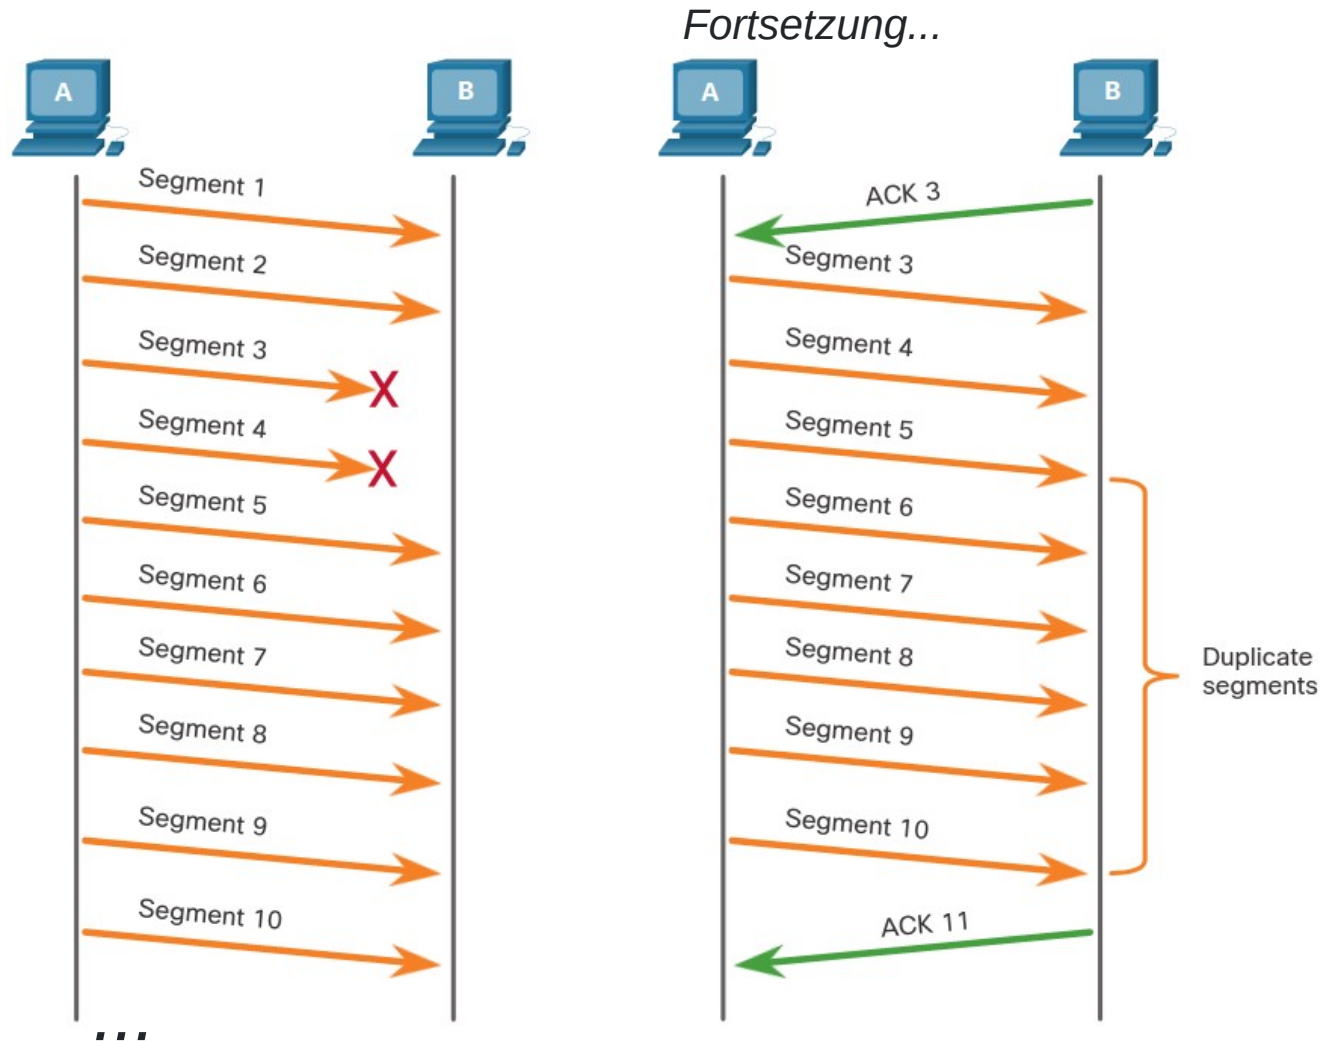 Fortsetzung...
A
B
Segment 1
Segment 2
Segment 3
X
Segment 4
X
Segment 5
Segment 6
Segment 7
Segment 8
Segment 9
Segment 10
...
A
B
ACK 3
Segment 3
Segment 4
Segment 5
Segment 6
Segment 7
Segment 8
Segment 9
Segment 10
ACK 11
Duplicate
segments